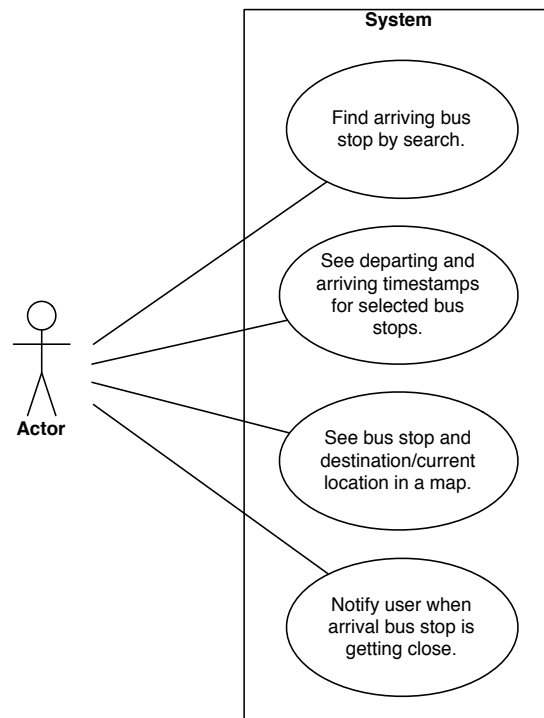 System
Find arriving bus
stop by search.
See departing and
arriving timestamps
for selected bus
stops.
Actor
See bus stop and
destination/current
location in a map.
Notify user when
arrival bus stop is
getting close.